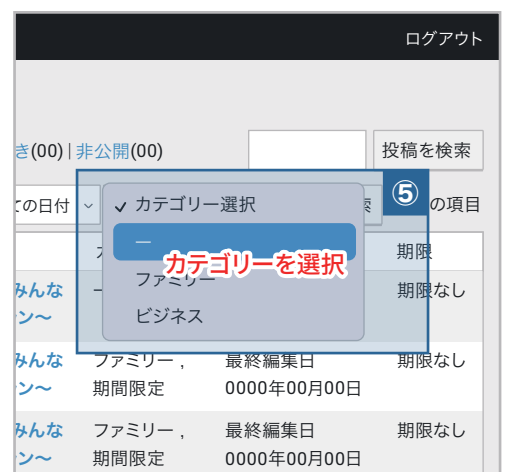 ログアウト
き(00)|非公開(00)
投稿を検索
ての日付
カテゴリー選択
⑤
の項目
—
カテゴリーを選択
期限
ファミリー
ビジネス
みんな
ン〜
期限なし
みんな ファミリー , 最終編集日 期限なし
ン〜 期間限定 0000年00月00日
みんな ファミリー , 最終編集日 期限なし
ン〜 期間限定 0000年00月00日